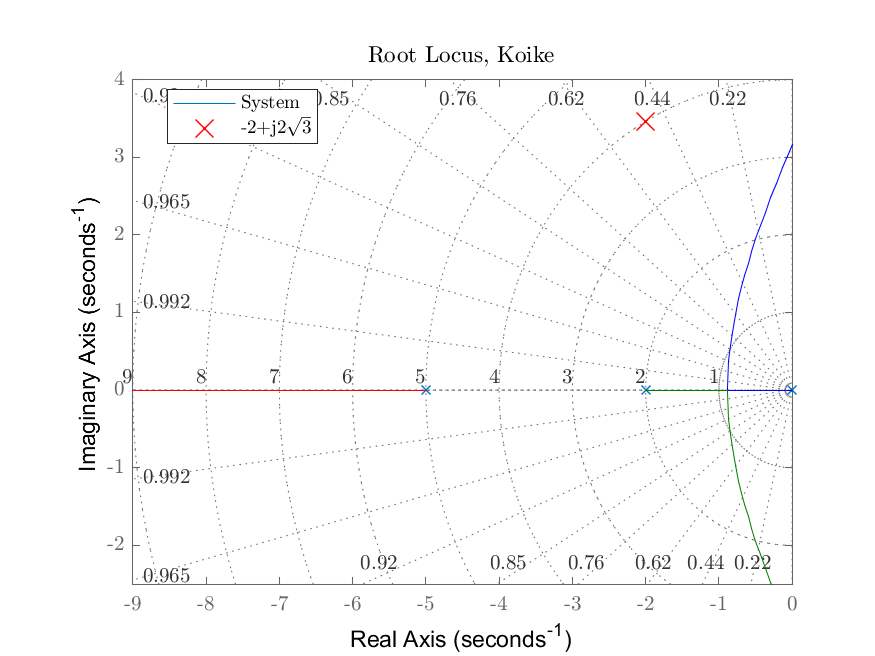 Root Locus, Koike
System
-2+j2√3
0.85 0.76 0.62 0.44 0.22
0.965
0.992
9 8 7 6 5 4 3 2 1
0.992
0.965
0.92 0.85 0.76 0.62 0.44 0.22
4
3
2
1
0
-1
-2
-9 -8 -7 -6 -5 -4 -3 -2 -1 0
Imaginary Axis (seconds⁻¹)
Real Axis (seconds⁻¹)